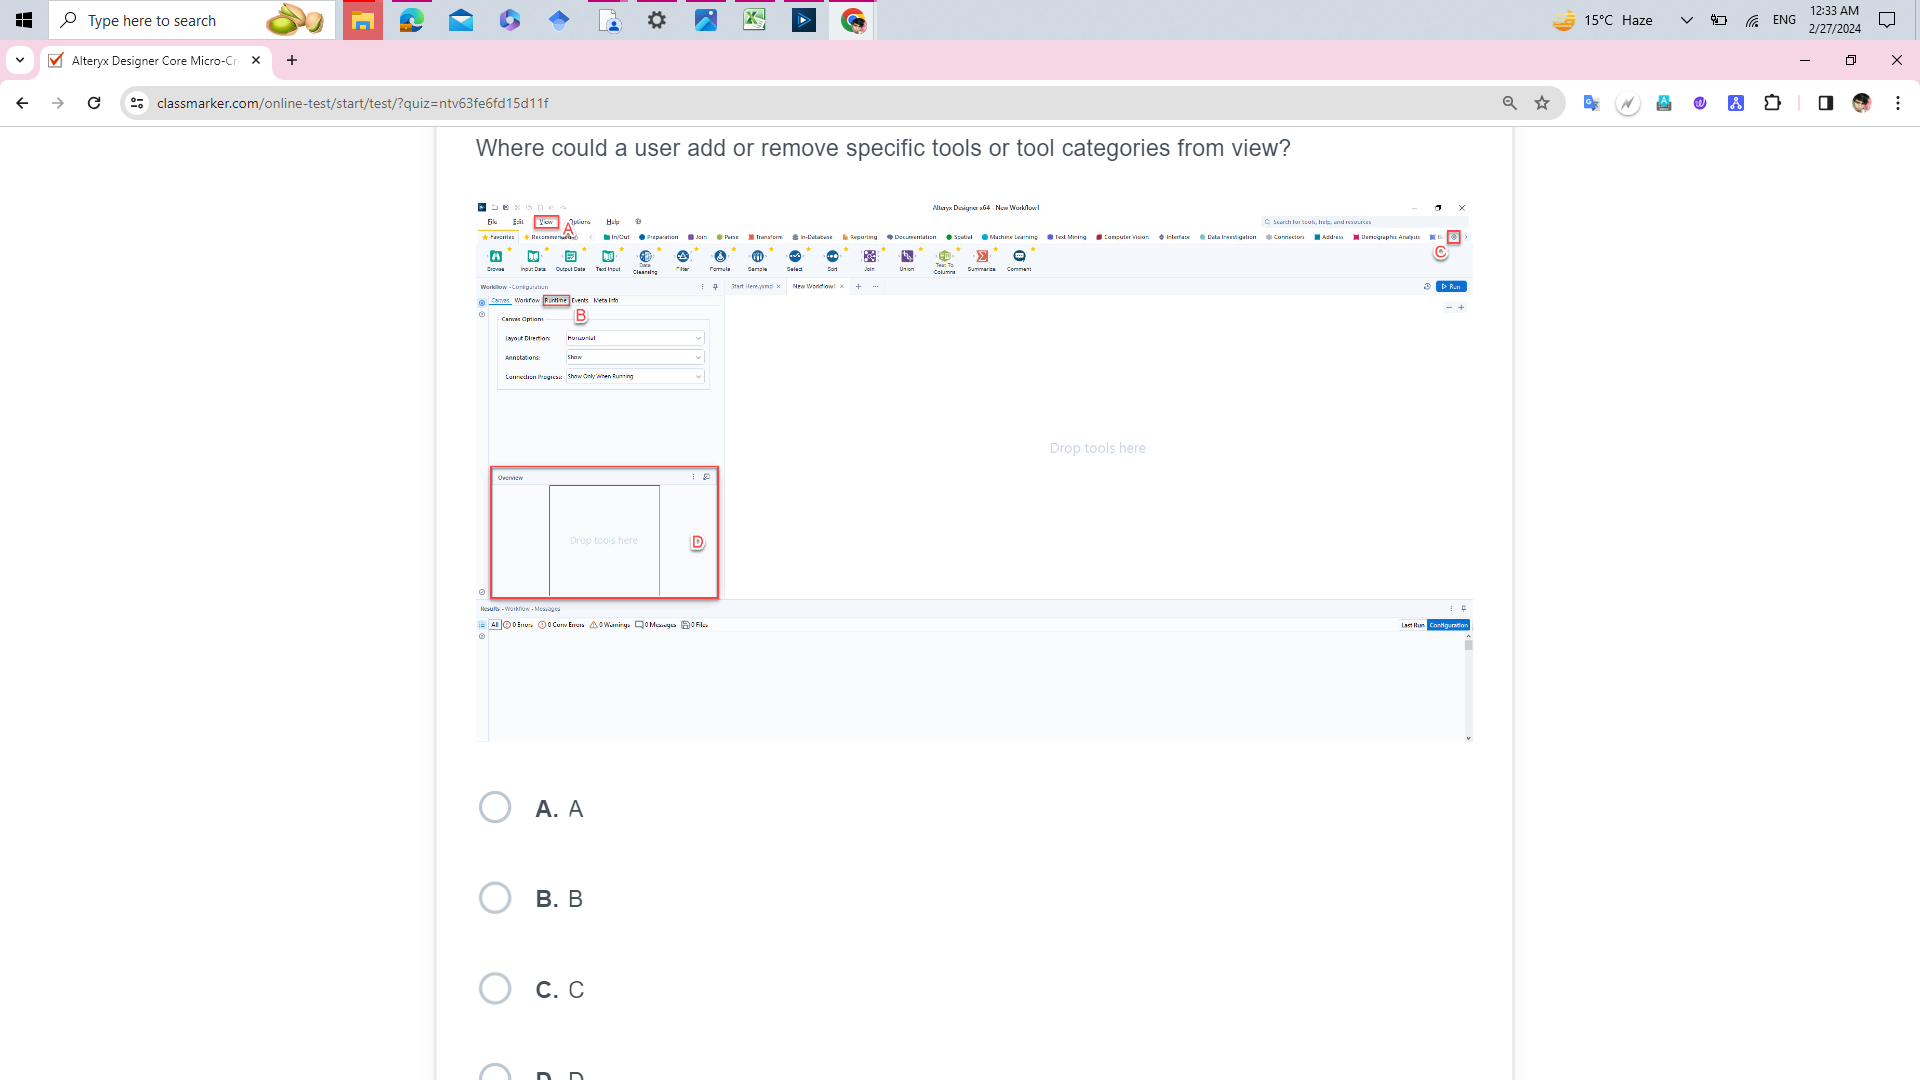 Type here to search
15°C Haze
ENG
12:33 AM
2/27/2024
Alteryx Designer Core Micro-Cr
classmarker.com/online-test/start/test/?quiz=ntv63fe6fd15d11f
Where could a user add or remove specific tools or tool categories from view?
Alteryx Designer x64 - New Workflow1
File Edit View Options Help
A
Search for tools, help, and resources
Favorites Recommended In/Out Preparation Join Parse Transform In-Database Reporting Documentation Spatial Machine Learning Text Mining Computer Vision Interface Data Investigation Connectors Address Demographic Analysis
C
Browse Input Data Output Data Text Input Data Cleansing Filter Formula Sample Select Sort Join Union Text To Columns Summarize Comment
Workflow - Configuration
Start Here.yxmd New Workflow1
Run
Canvas Workflow Runtime Events Meta Info
B
Canvas Options
Layout Direction: Horizontal
Annotations: Show
Connection Progress: Show Only When Running
Drop tools here
Overview
Drop tools here
D
Results - Workflow - Messages
All 0 Errors 0 Conv Errors 0 Warnings 0 Messages 0 Files
Last Run Configuration
A. A
B. B
C. C
D. D